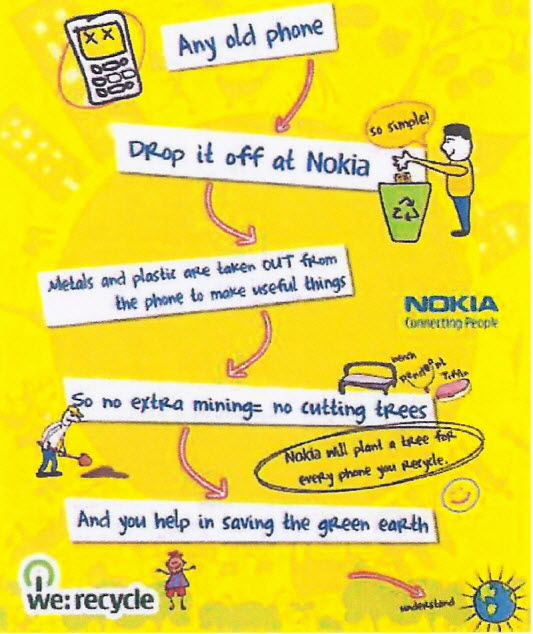 Any old phone
so simple!
Drop it off at Nokia
Metals and plastic are taken OUT from
the phone to make useful things
NOKIA
Connecting People
bench
pendent
Tiffin
So no extra mining= no cutting trees
Nokia will plant a tree for
every phone you recycle.
And you help in saving the green earth
we:recycle
understand